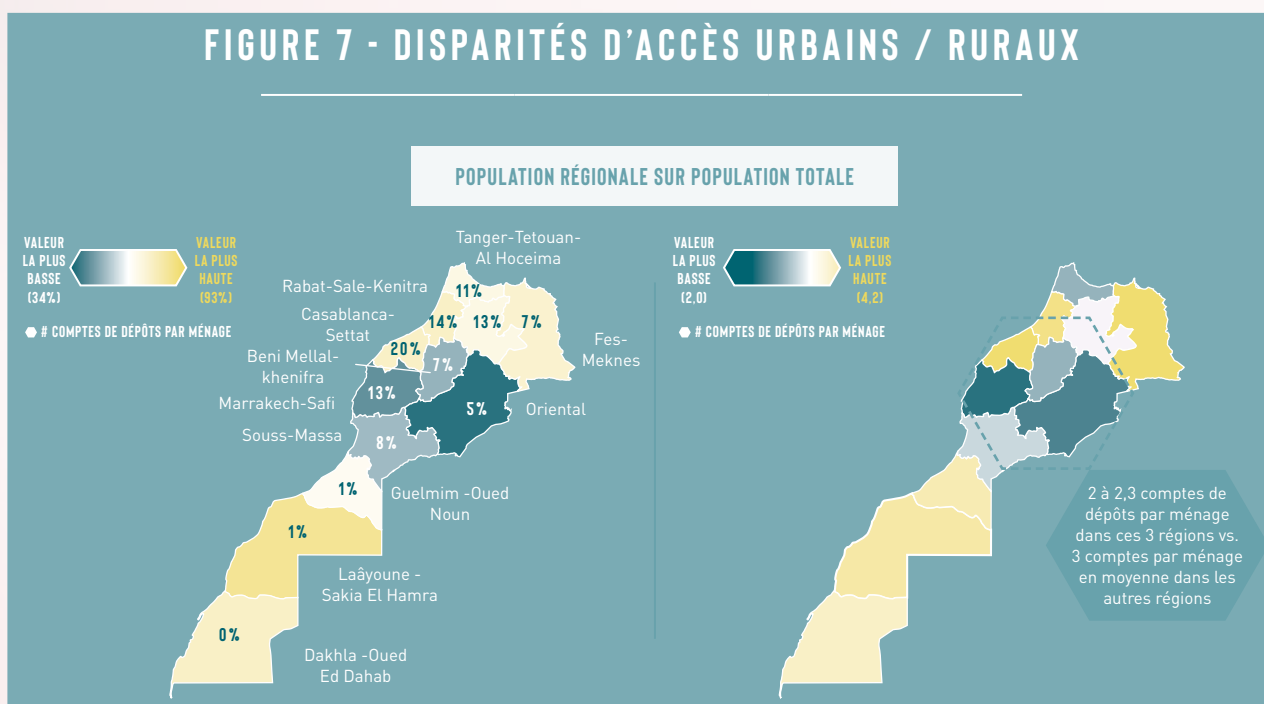 FIGURE 7 - DISPARITÉS D'ACCÈS URBAINS / RURAUX
POPULATION RÉGIONALE SUR POPULATION TOTALE
VALEUR
LA PLUS
BASSE
(34%)
VALEUR
LA PLUS
HAUTE
(93%)
# COMPTES DE DÉPÔTS PAR MÉNAGE
Tanger-Tetouan-
Al Hoceima
Rabat-Sale-Kenitra
Casablanca-
Settat
Beni Mellal-
khenifra
Marrakech-Safi
Souss-Massa
Fes-
Meknes
Oriental
Guelmim -Oued
Noun
Laâyoune -
Sakia El Hamra
Dakhla -Oued
Ed Dahab
11%
14%
13%
7%
20%
7%
13%
5%
8%
1%
1%
0%
VALEUR
LA PLUS
BASSE
(2,0)
VALEUR
LA PLUS
HAUTE
(4,2)
# COMPTES DE DÉPÔTS PAR MÉNAGE
2 à 2,3 comptes de
dépôts par ménage
dans ces 3 régions vs.
3 comptes par ménage
en moyenne dans les
autres régions